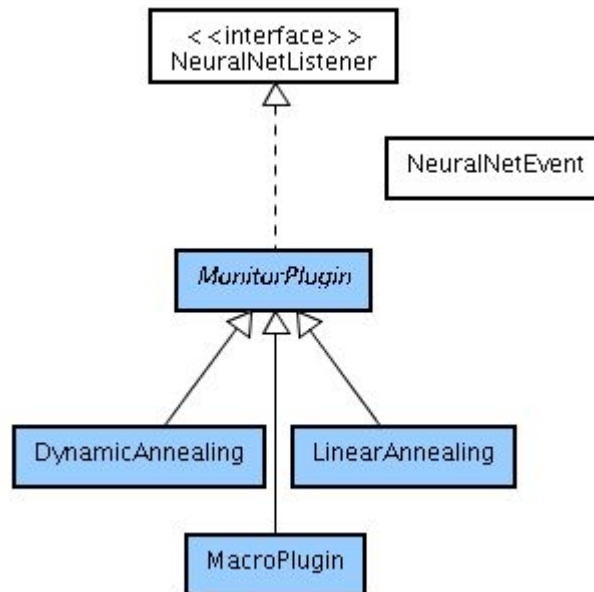 <<interface>>
NeuralNetListener
NeuralNetEvent
MonitorPlugin
DynamicAnnealing
LinearAnnealing
MacroPlugin